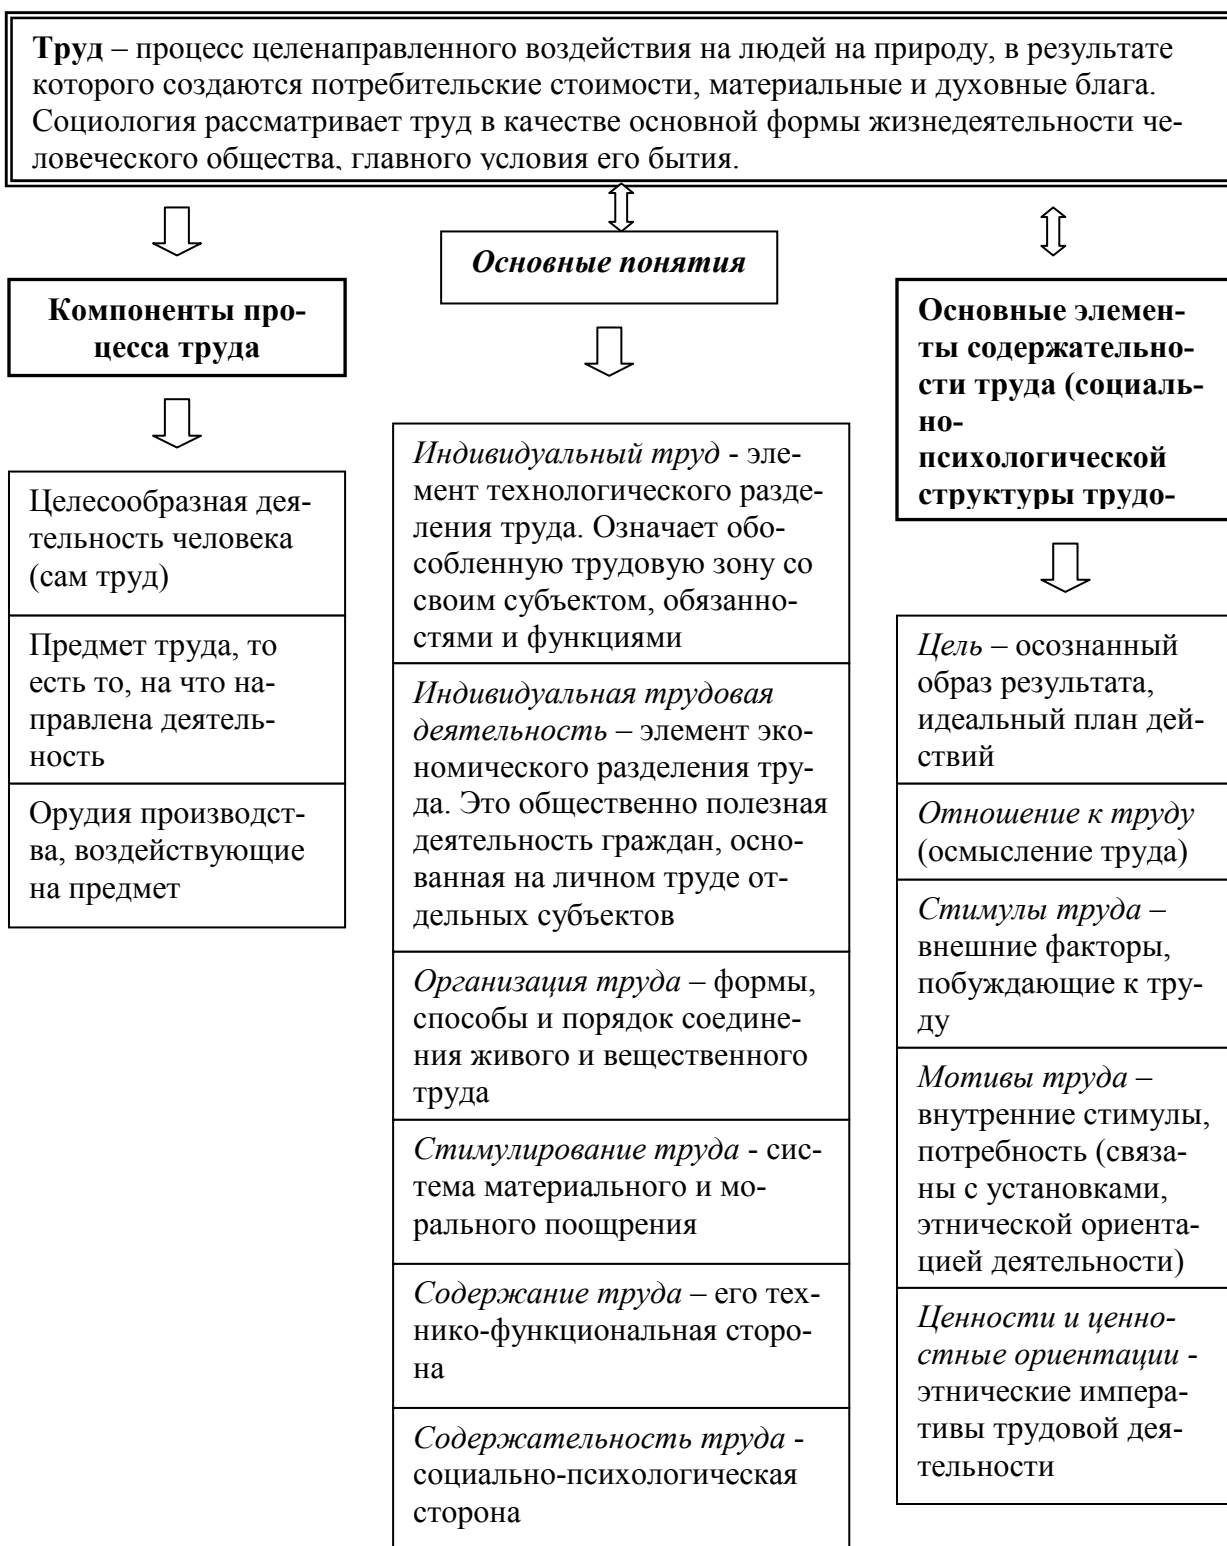 Труд – процесс целенаправленного воздействия на людей на природу, в результате
которого создаются потребительские стоимости, материальные и духовные блага.
Социология рассматривает труд в качестве основной формы жизнедеятельности че-
ловеческого общества, главного условия его бытия.
Компоненты про-
цесса труда
Целесообразная дея-
тельность человека
(сам труд)
Предмет труда, то
есть то, на что на-
правлена деятель-
ность
Орудия производст-
ва, воздействующие
на предмет
Основные понятия
Индивидуальный труд - эле-
мент технологического разде-
ления труда. Означает обо-
собленную трудовую зону со
своим субъектом, обязанно-
стями и функциями
Индивидуальная трудовая
деятельность – элемент эко-
номического разделения тру-
да. Это общественно полезная
деятельность граждан, осно-
ванная на личном труде от-
дельных субъектов
Организация труда – формы,
способы и порядок соедине-
ния живого и вещественного
труда
Стимулирование труда - сис-
тема материального и мо-
рального поощрения
Содержание труда – его тех-
нико-функциональная сторо-
на
Содержательность труда -
социально-психологическая
сторона
Основные элемен-
ты содержательно-
сти труда (социаль-
но-
психологической
структуры трудо-
Цель – осознанный
образ результата,
идеальный план дей-
ствий
Отношение к труду
(осмысление труда)
Стимулы труда –
внешние факторы,
побуждающие к тру-
ду
Мотивы труда –
внутренние стимулы,
потребность (связа-
ны с установками,
этнической ориента-
цией деятельности)
Ценности и ценно-
стные ориентации -
этнические импера-
тивы трудовой дея-
тельности